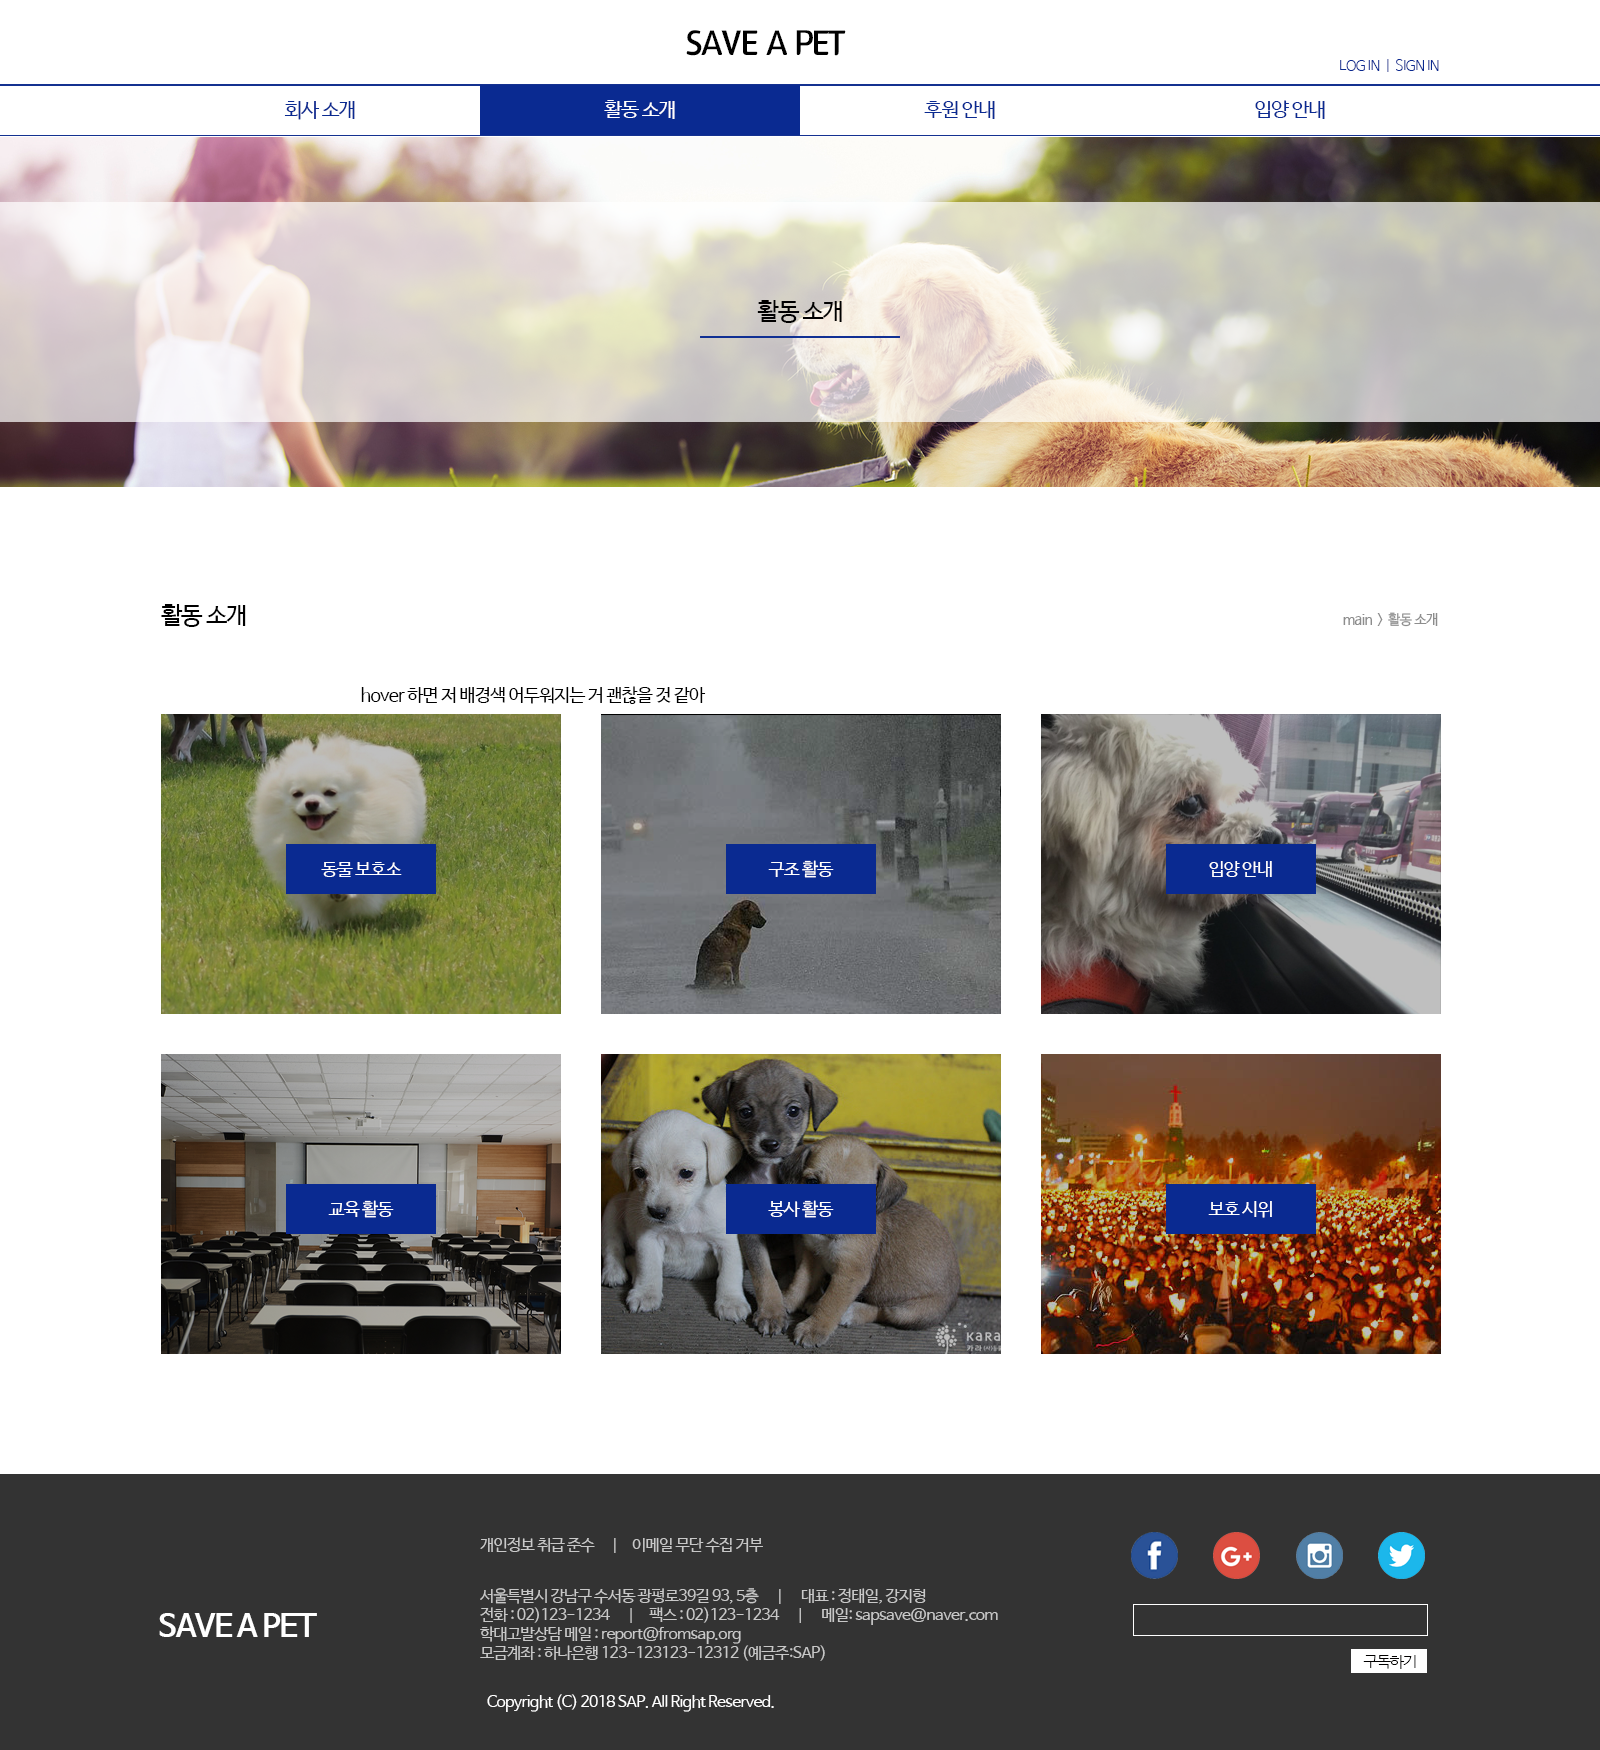 SAVE A PET
LOG IN | SIGN IN
회사 소개
활동 소개
후원 안내
입양 안내
활동 소개
활동 소개
main > 활동 소개
hover 하면 저 배경색 어두워지는 거 괜찮을 것 같아
동물 보호소
구조 활동
입양 안내
교육 활동
봉사 활동
보호 시위
KARA
개인정보 취급 준수 | 이메일 무단 수집 거부
서울특별시 강남구 수서동 광평로39길 93, 5층 | 대표 : 정태일, 강지형
전화 : 02)123-1234 | 팩스 : 02)123-1234 | 메일: sapsave@naver.com
학대고발상담 메일 : report@fromsap.org
모금계좌 : 하나은행 123-123123-12312 (예금주:SAP)
SAVE A PET
구독하기
Copyright (C) 2018 SAP. All Right Reserved.